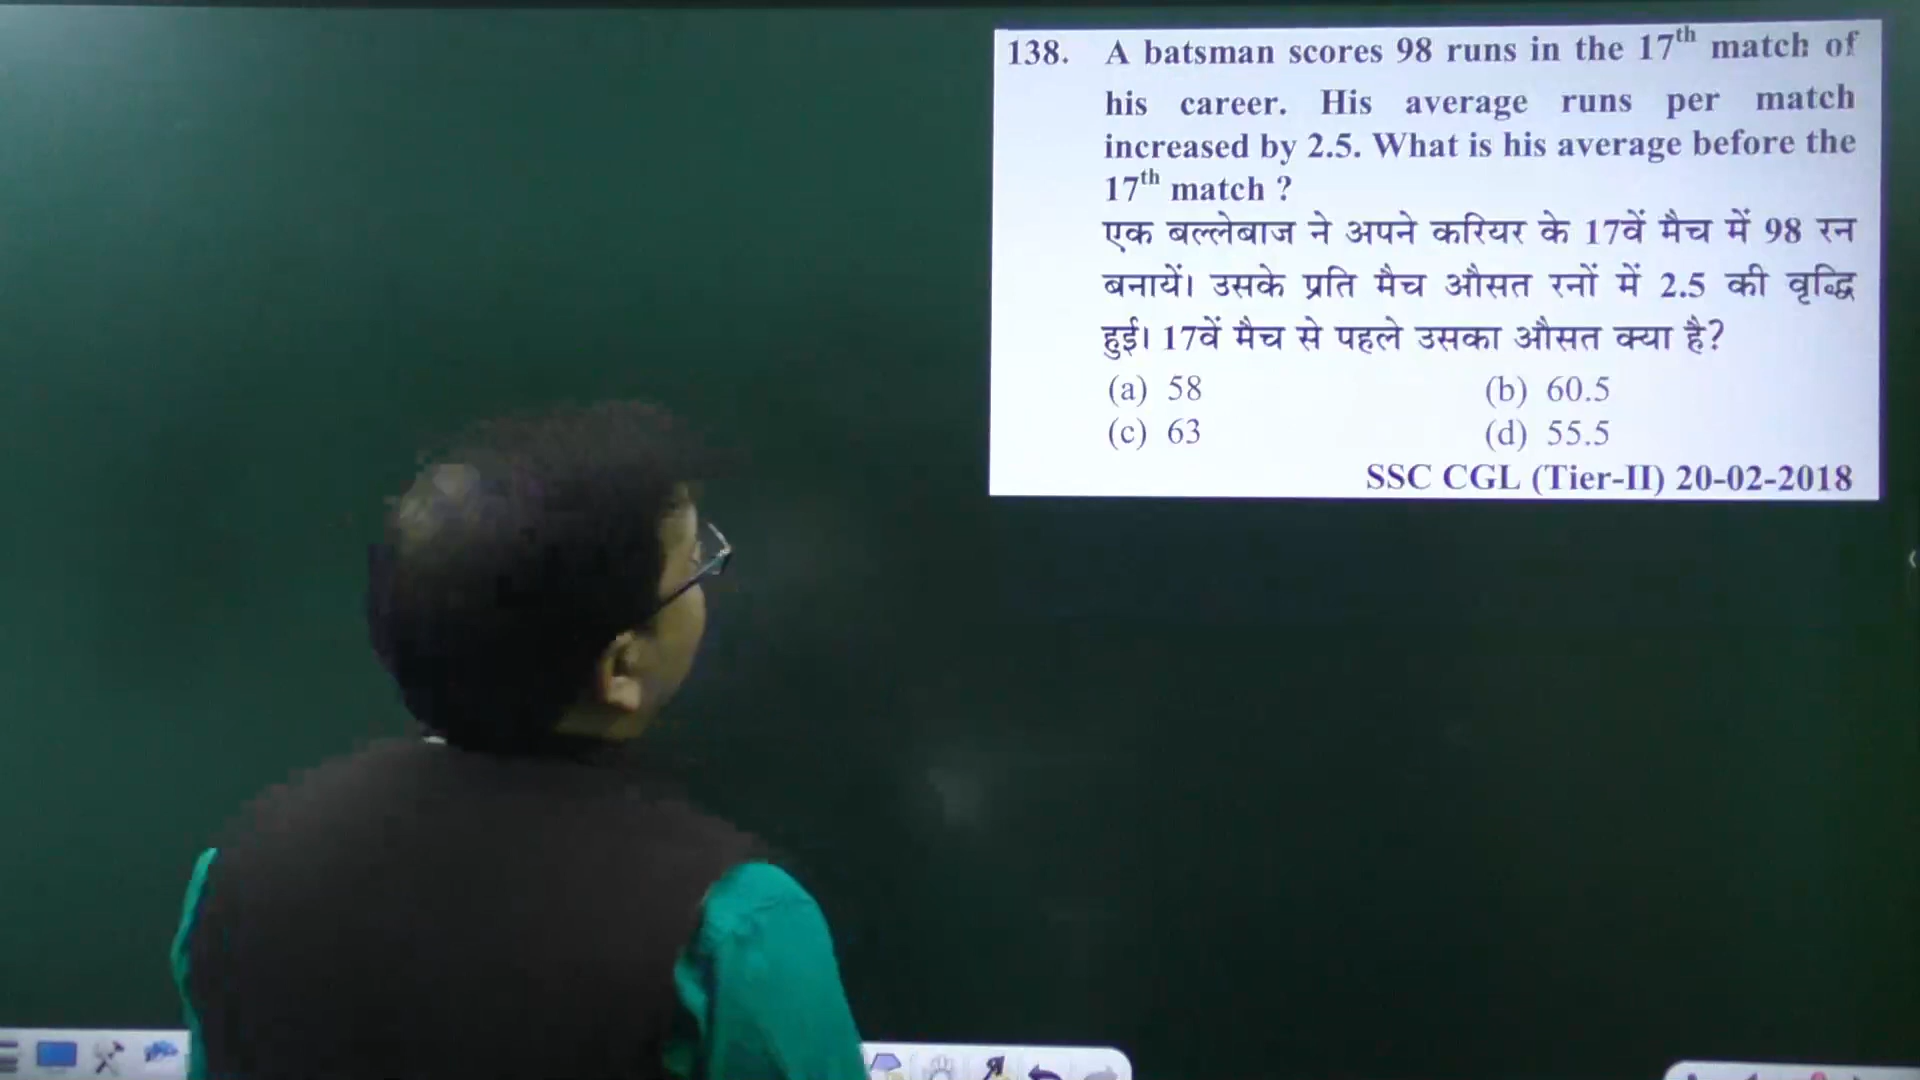 138. A batsman scores 98 runs in the 17th match of
his career. His average runs per match
increased by 2.5. What is his average before the
17th match ?
एक बल्लेबाज ने अपने करियर के 17वें मैच में 98 रन
बनायें। उसके प्रति मैच औसत रनों में 2.5 की वृद्धि
हुई। 17वें मैच से पहले उसका औसत क्या है?
(a) 58 (b) 60.5
(c) 63 (d) 55.5
SSC CGL (Tier-II) 20-02-2018